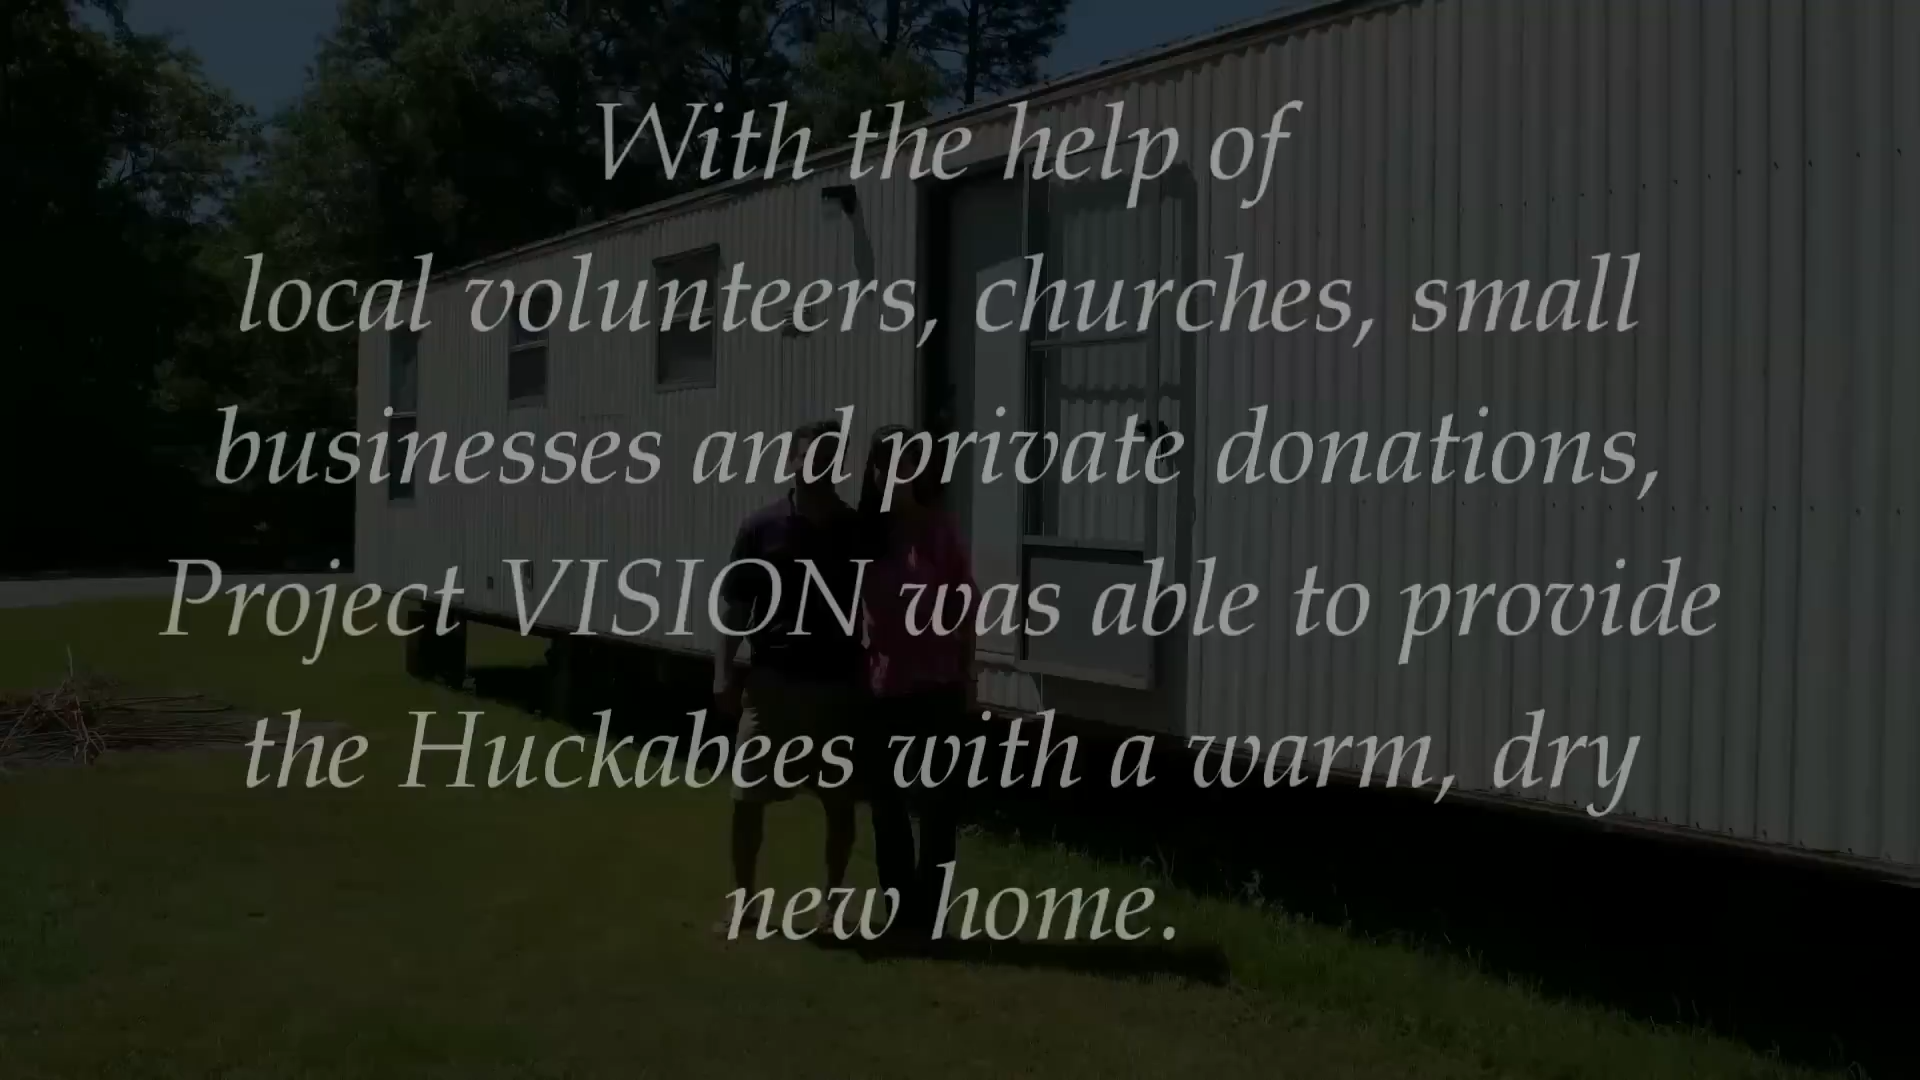 With the help of
local volunteers, churches, small
businesses and private donations,
Project VISION was able to provide
the Huckabees with a warm, dry
new home.